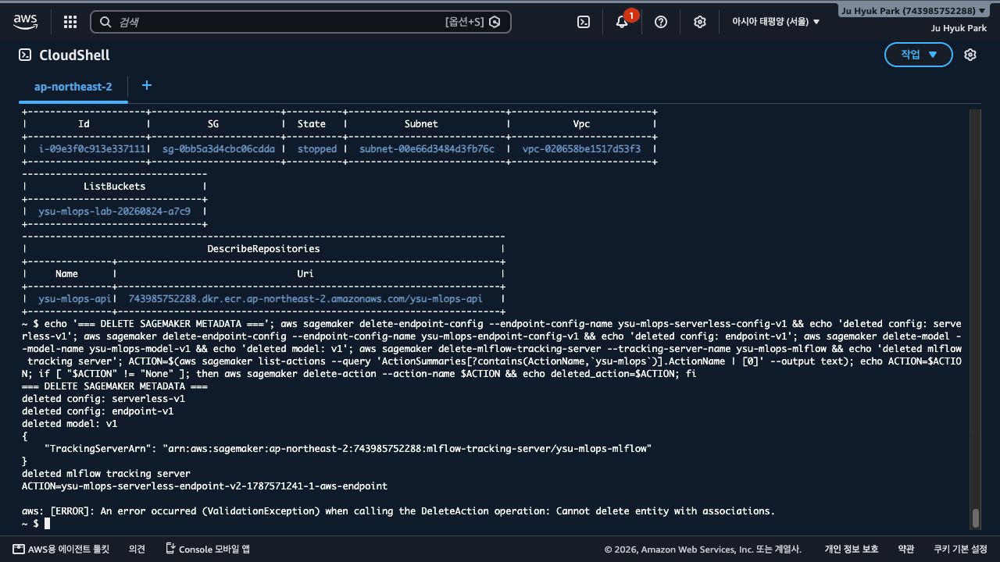 aws
검색
[옵션+S]
1
아시아 태평양 (서울) ▼
Ju Hyuk Park (743985752288) ▼
Ju Hyuk Park
CloudShell
작업 ▼
ap-northeast-2
+
+---------------------+-----------------------+----------+----------------------------+-------------------------+
|         Id          |          SG           |  State   |          Subnet            |          Vpc            |
+---------------------+-----------------------+----------+----------------------------+-------------------------+
|  i-09e3f0c913e337111|  sg-0bb5a3d4cbc06cdda |  stopped |  subnet-00e66d3484d3fb76c  |  vpc-020658be1517d53f3  |
+---------------------+-----------------------+----------+----------------------------+-------------------------+
---------------------------------
|          ListBuckets          |
+-------------------------------+
|  ysu-mlops-lab-20260824-a7c9  |
+-------------------------------+
--------------------------------------------------------------------------------------
|                                DescribeRepositories                                |
+---------------+--------------------------------------------------------------------+
|     Name      |                                Uri                                 |
+---------------+--------------------------------------------------------------------+
|  ysu-mlops-api|  743985752288.dkr.ecr.ap-northeast-2.amazonaws.com/ysu-mlops-api   |
+---------------+--------------------------------------------------------------------+
~ $ echo '=== DELETE SAGEMAKER METADATA ==='; aws sagemaker delete-endpoint-config --endpoint-config-name ysu-mlops-serverless-config-v1 && echo 'deleted config: serve
rless-v1'; aws sagemaker delete-endpoint-config --endpoint-config-name ysu-mlops-endpoint-config-v1 && echo 'deleted config: endpoint-v1'; aws sagemaker delete-model -
-model-name ysu-mlops-model-v1 && echo 'deleted model: v1'; aws sagemaker delete-mlflow-tracking-server --tracking-server-name ysu-mlops-mlflow && echo 'deleted mlflow
 tracking server'; ACTION=$(aws sagemaker list-actions --query 'ActionSummaries[?contains(ActionName,`ysu-mlops`)].ActionName | [0]' --output text); echo ACTION=$ACTIO
N; if [ "$ACTION" != "None" ]; then aws sagemaker delete-action --action-name $ACTION && echo deleted_action=$ACTION; fi
=== DELETE SAGEMAKER METADATA ===
deleted config: serverless-v1
deleted config: endpoint-v1
deleted model: v1
{
    "TrackingServerArn": "arn:aws:sagemaker:ap-northeast-2:743985752288:mlflow-tracking-server/ysu-mlops-mlflow"
}
deleted mlflow tracking server
ACTION=ysu-mlops-serverless-endpoint-v2-1787571241-1-aws-endpoint
aws: [ERROR]: An error occurred (ValidationException) when calling the DeleteAction operation: Cannot delete entity with associations.
~ $
AWS용 에이전트 툴킷
의견
Console 모바일 앱
© 2026, Amazon Web Services, Inc. 또는 계열사.
개인 정보 보호
약관
쿠키 기본 설정